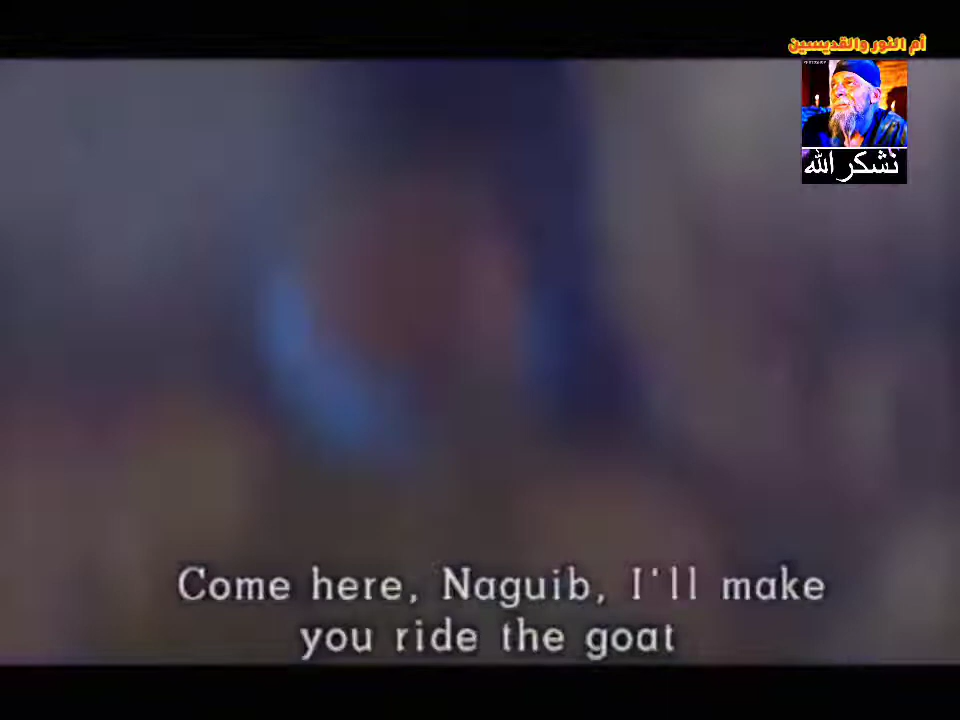 أم النور والقديسين
نشكر الله
Come here, Naguib, I'll make
you ride the goat